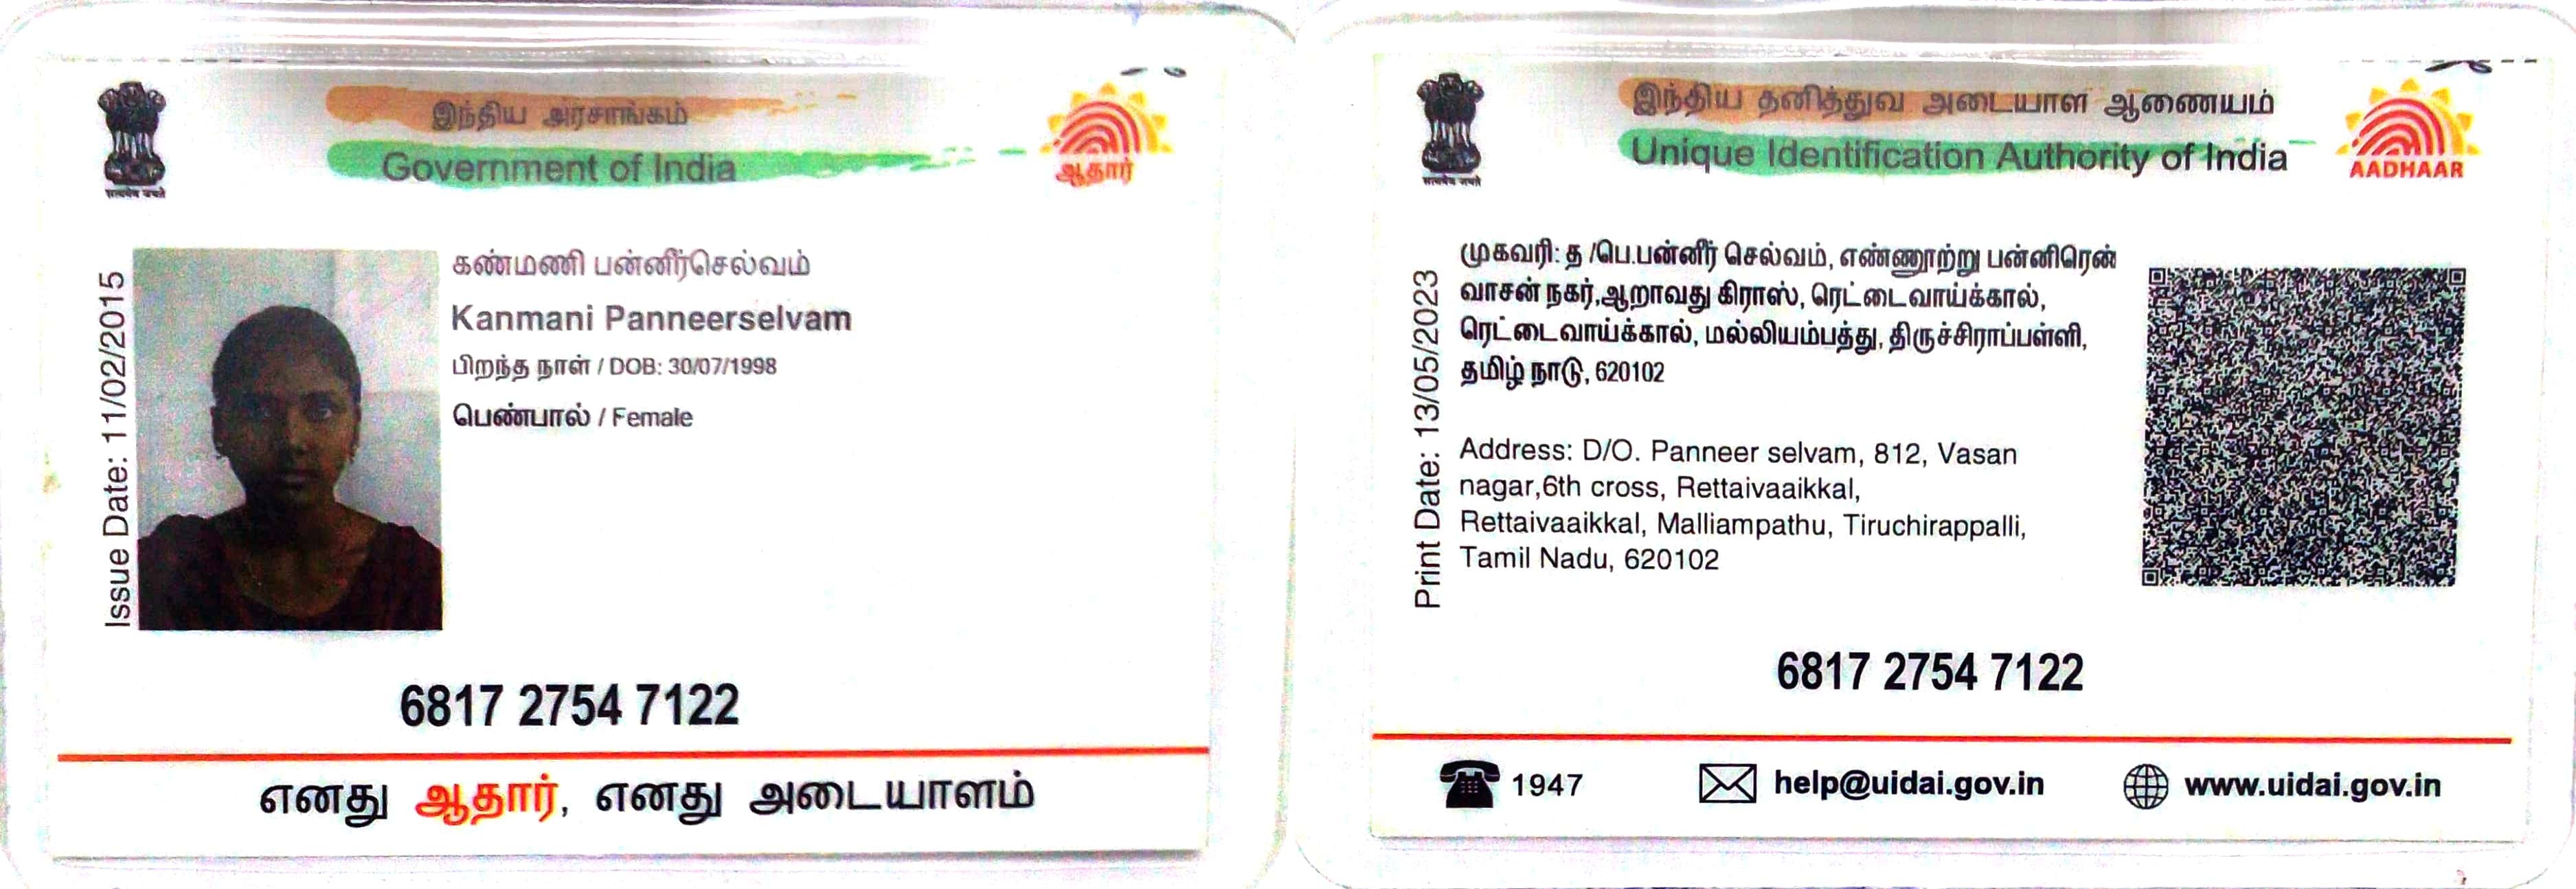 இந்திய அரசாங்கம்
Government of India
ஆதார்
Issue Date: 11/02/2015
கண்மணி பன்னீர்செல்வம்
Kanmani Panneerselvam
பிறந்த நாள் / DOB: 30/07/1998
பெண்பால் / Female
6817 2754 7122
எனது ஆதார், எனது அடையாளம்
இந்திய தனித்துவ அடையாள ஆணையம்
Unique Identification Authority of India
AADHAAR
Print Date: 13/05/2023
முகவரி: த /பெ.பன்னீர் செல்வம், எண்ணூற்று பன்னிரென்
வாசன் நகர்,ஆறாவது கிராஸ், ரெட்டைவாய்க்கால்,
ரெட்டைவாய்க்கால், மல்லியம்பத்து, திருச்சிராப்பள்ளி,
தமிழ் நாடு, 620102
Address: D/O. Panneer selvam, 812, Vasan
nagar,6th cross, Rettaivaaikkal,
Rettaivaaikkal, Malliampathu, Tiruchirappalli,
Tamil Nadu, 620102
6817 2754 7122
1947
help@uidai.gov.in
www.uidai.gov.in